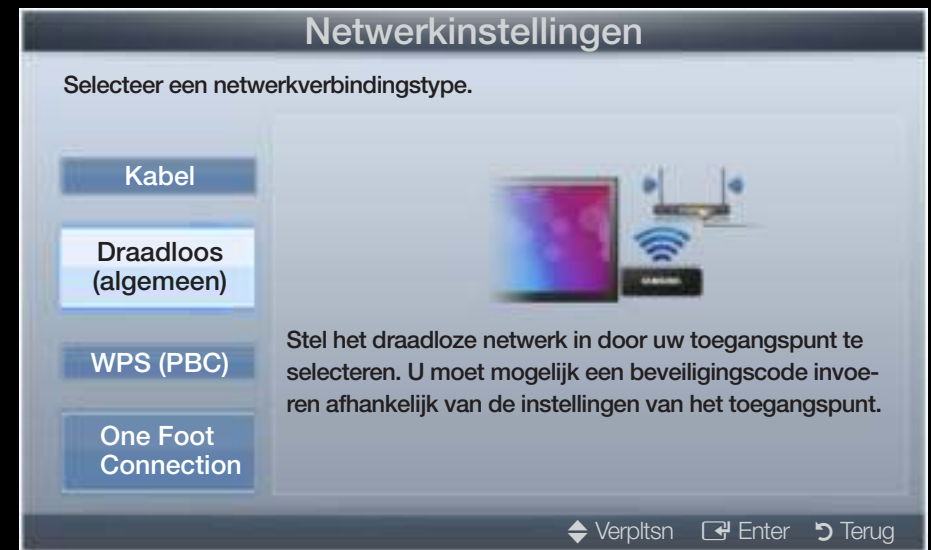 Netwerkinstellingen
Selecteer een netwerkverbindingstype.
Kabel
Draadloos
(algemeen)
WPS (PBC)
One Foot
Connection
SAMSUNG
Stel het draadloze netwerk in door uw toegangspunt te
selecteren. U moet mogelijk een beveiligingscode invoe-
ren afhankelijk van de instellingen van het toegangspunt.
Verpltsn Enter Terug